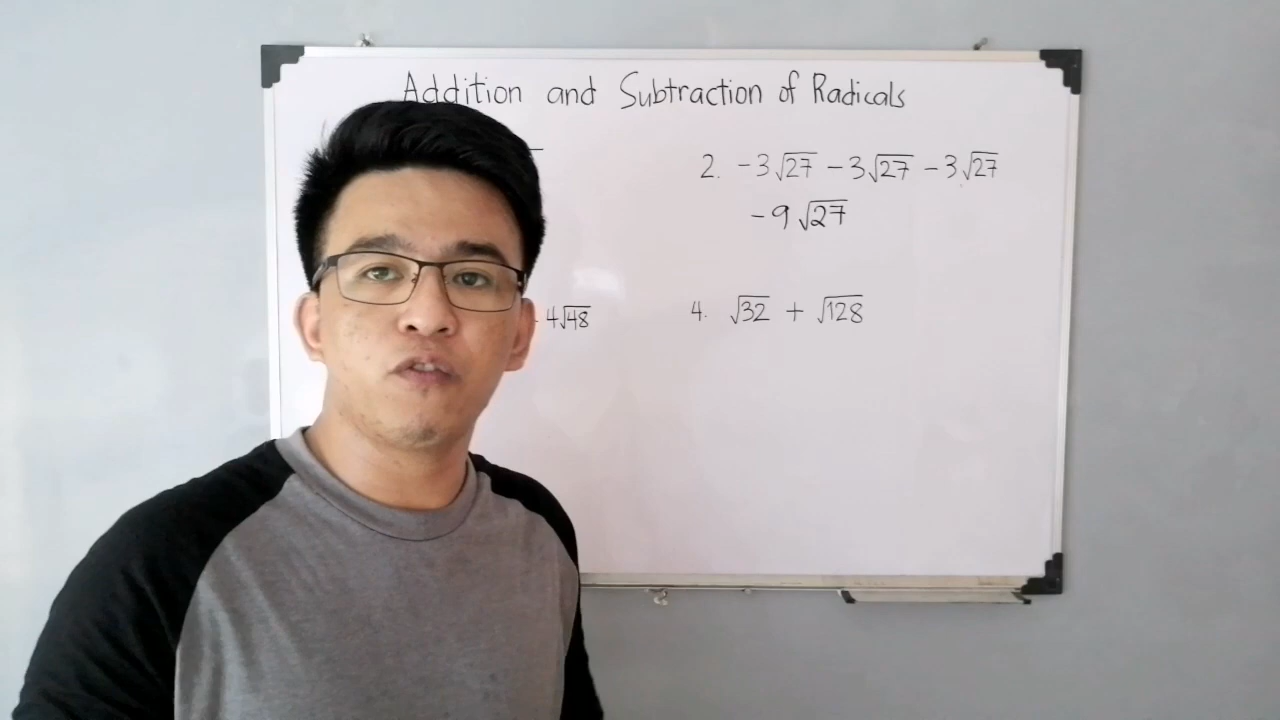 Addition and Subtraction of Radicals
2. -3√27 - 3√27 - 3√27
-9√27
4√48
4. √32 + √128